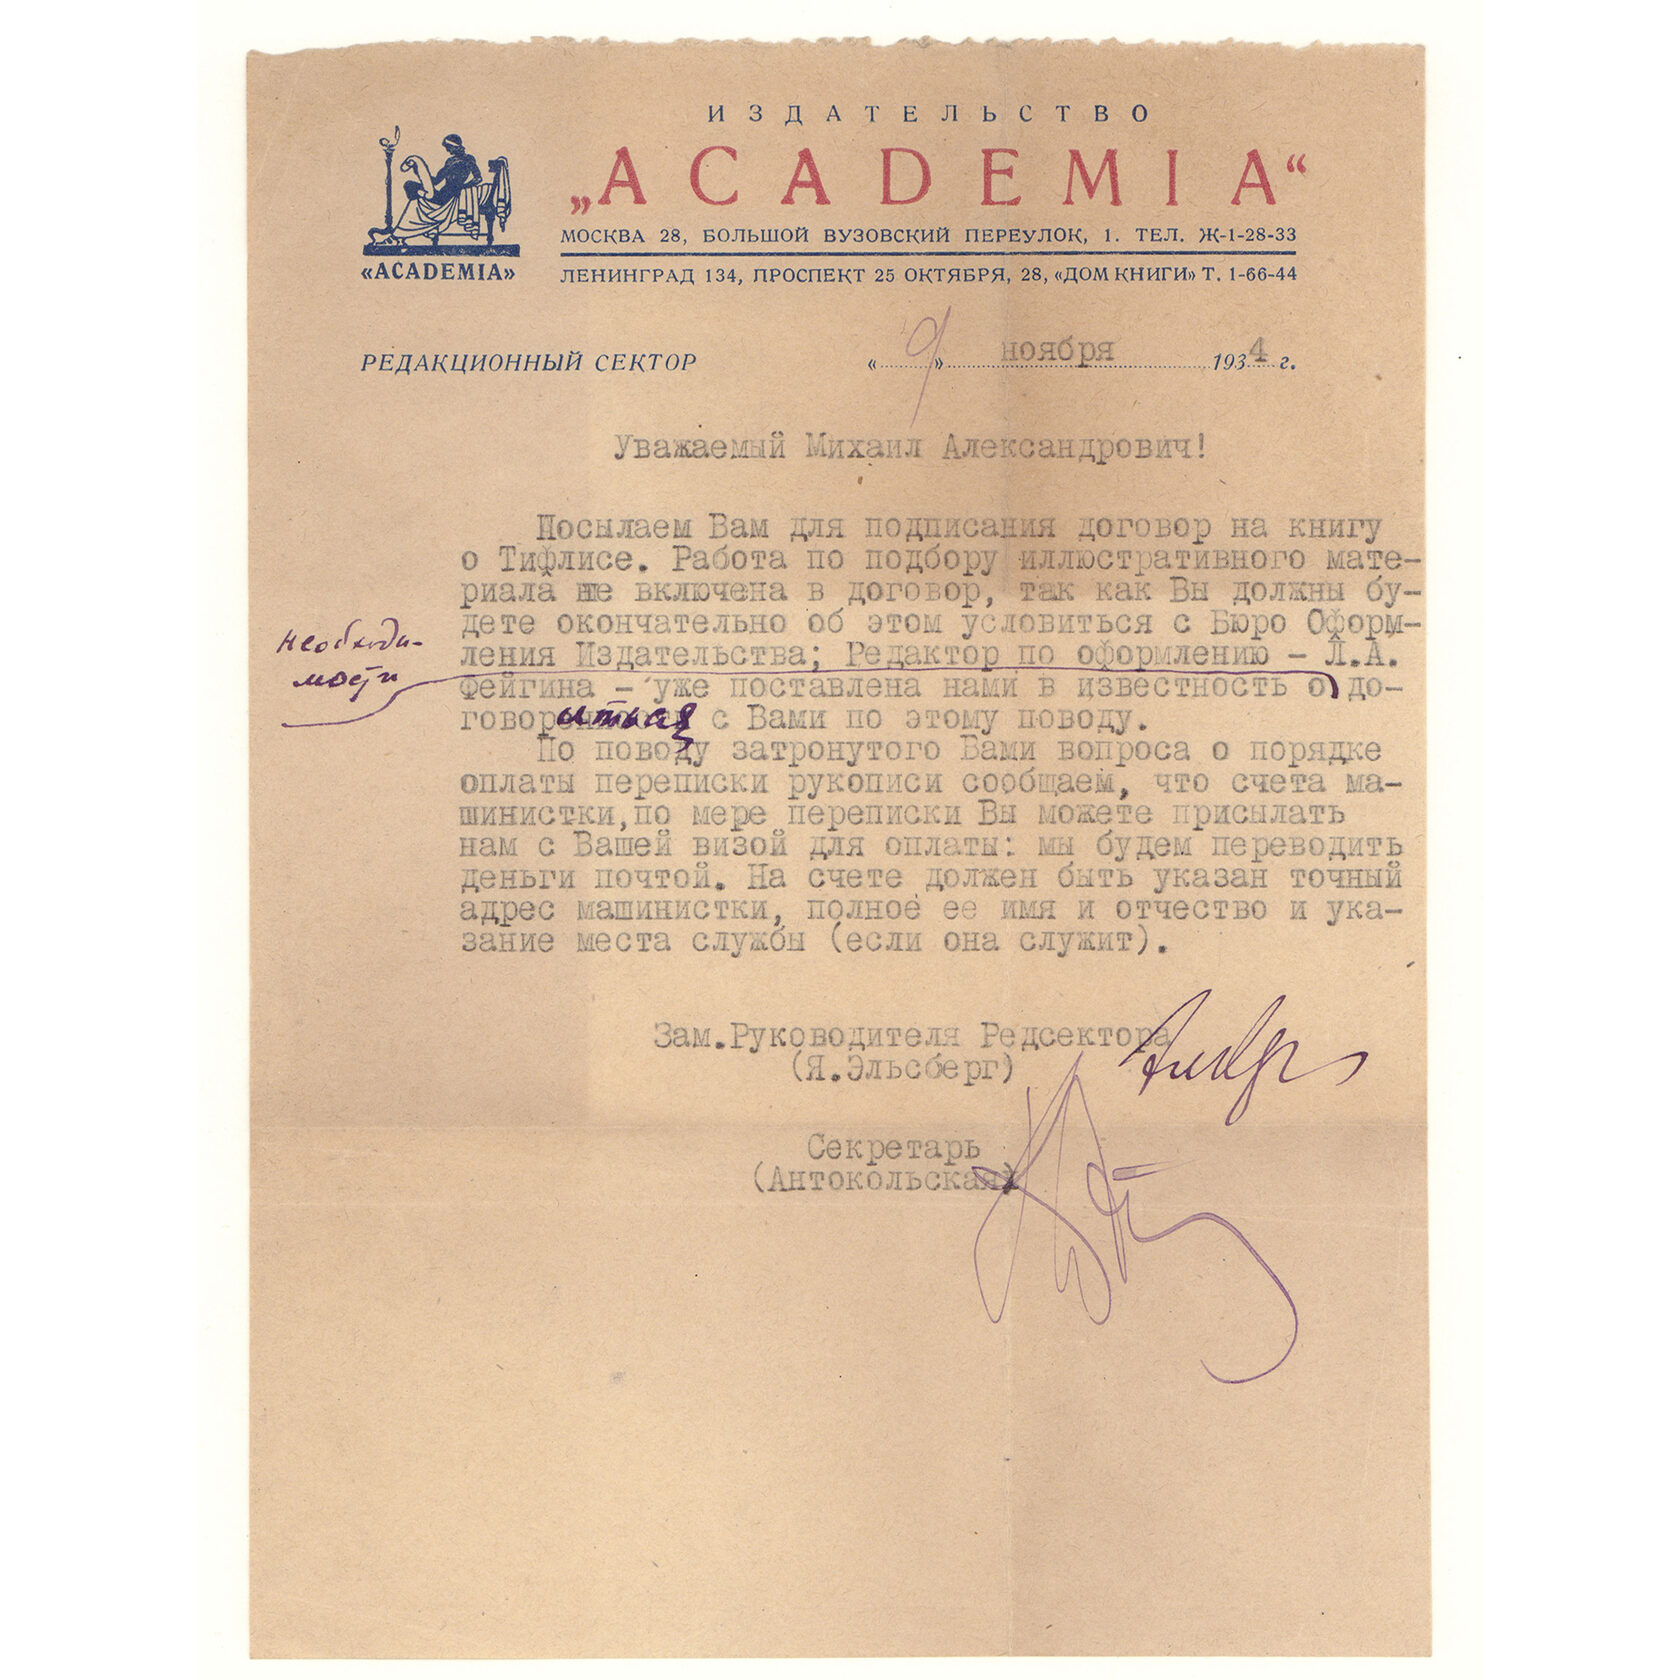 ИЗДАТЕЛЬСТВО
„ACADEMIA“
МОСКВА 28, БОЛЬШОЙ ВУЗОВСКИЙ ПЕРЕУЛОК, 1. ТЕЛ. Ж-1-28-33
«ACADEMIA»
ЛЕНИНГРАД 134, ПРОСПЕКТ 25 ОКТЯБРЯ, 28, «ДОМ КНИГИ» Т. 1-66-44
РЕДАКЦИОННЫЙ СЕКТОР
«9» ноября 1934 г.
Уважаемый Михаил Александрович!
Посылаем Вам для подписания договор на книгу
о Тифлисе. Работа по подбору иллюстративного мате-
риала не включена в договор, так как Вы должны бу-
дете окончательно об этом условиться с Бюро Оформ-
ления Издательства; Редактор по оформлению – Л.А.
необходи-
мости
Фейгина – уже поставлена нами в известность о до-
говориться с Вами по этому поводу.
По поводу затронутого Вами вопроса о порядке
оплаты переписки рукописи сообщаем, что счета ма-
шинистки,по мере переписки Вы можете присылать
нам с Вашей визой для оплаты: мы будем переводить
деньги почтой. На счете должен быть указан точный
адрес машинистки, полное ее имя и отчество и ука-
зание места службы (если она служит).
Зам.Руководителя Редсектора
(Я.Эльсберг)
Секретарь
(Антокольская)